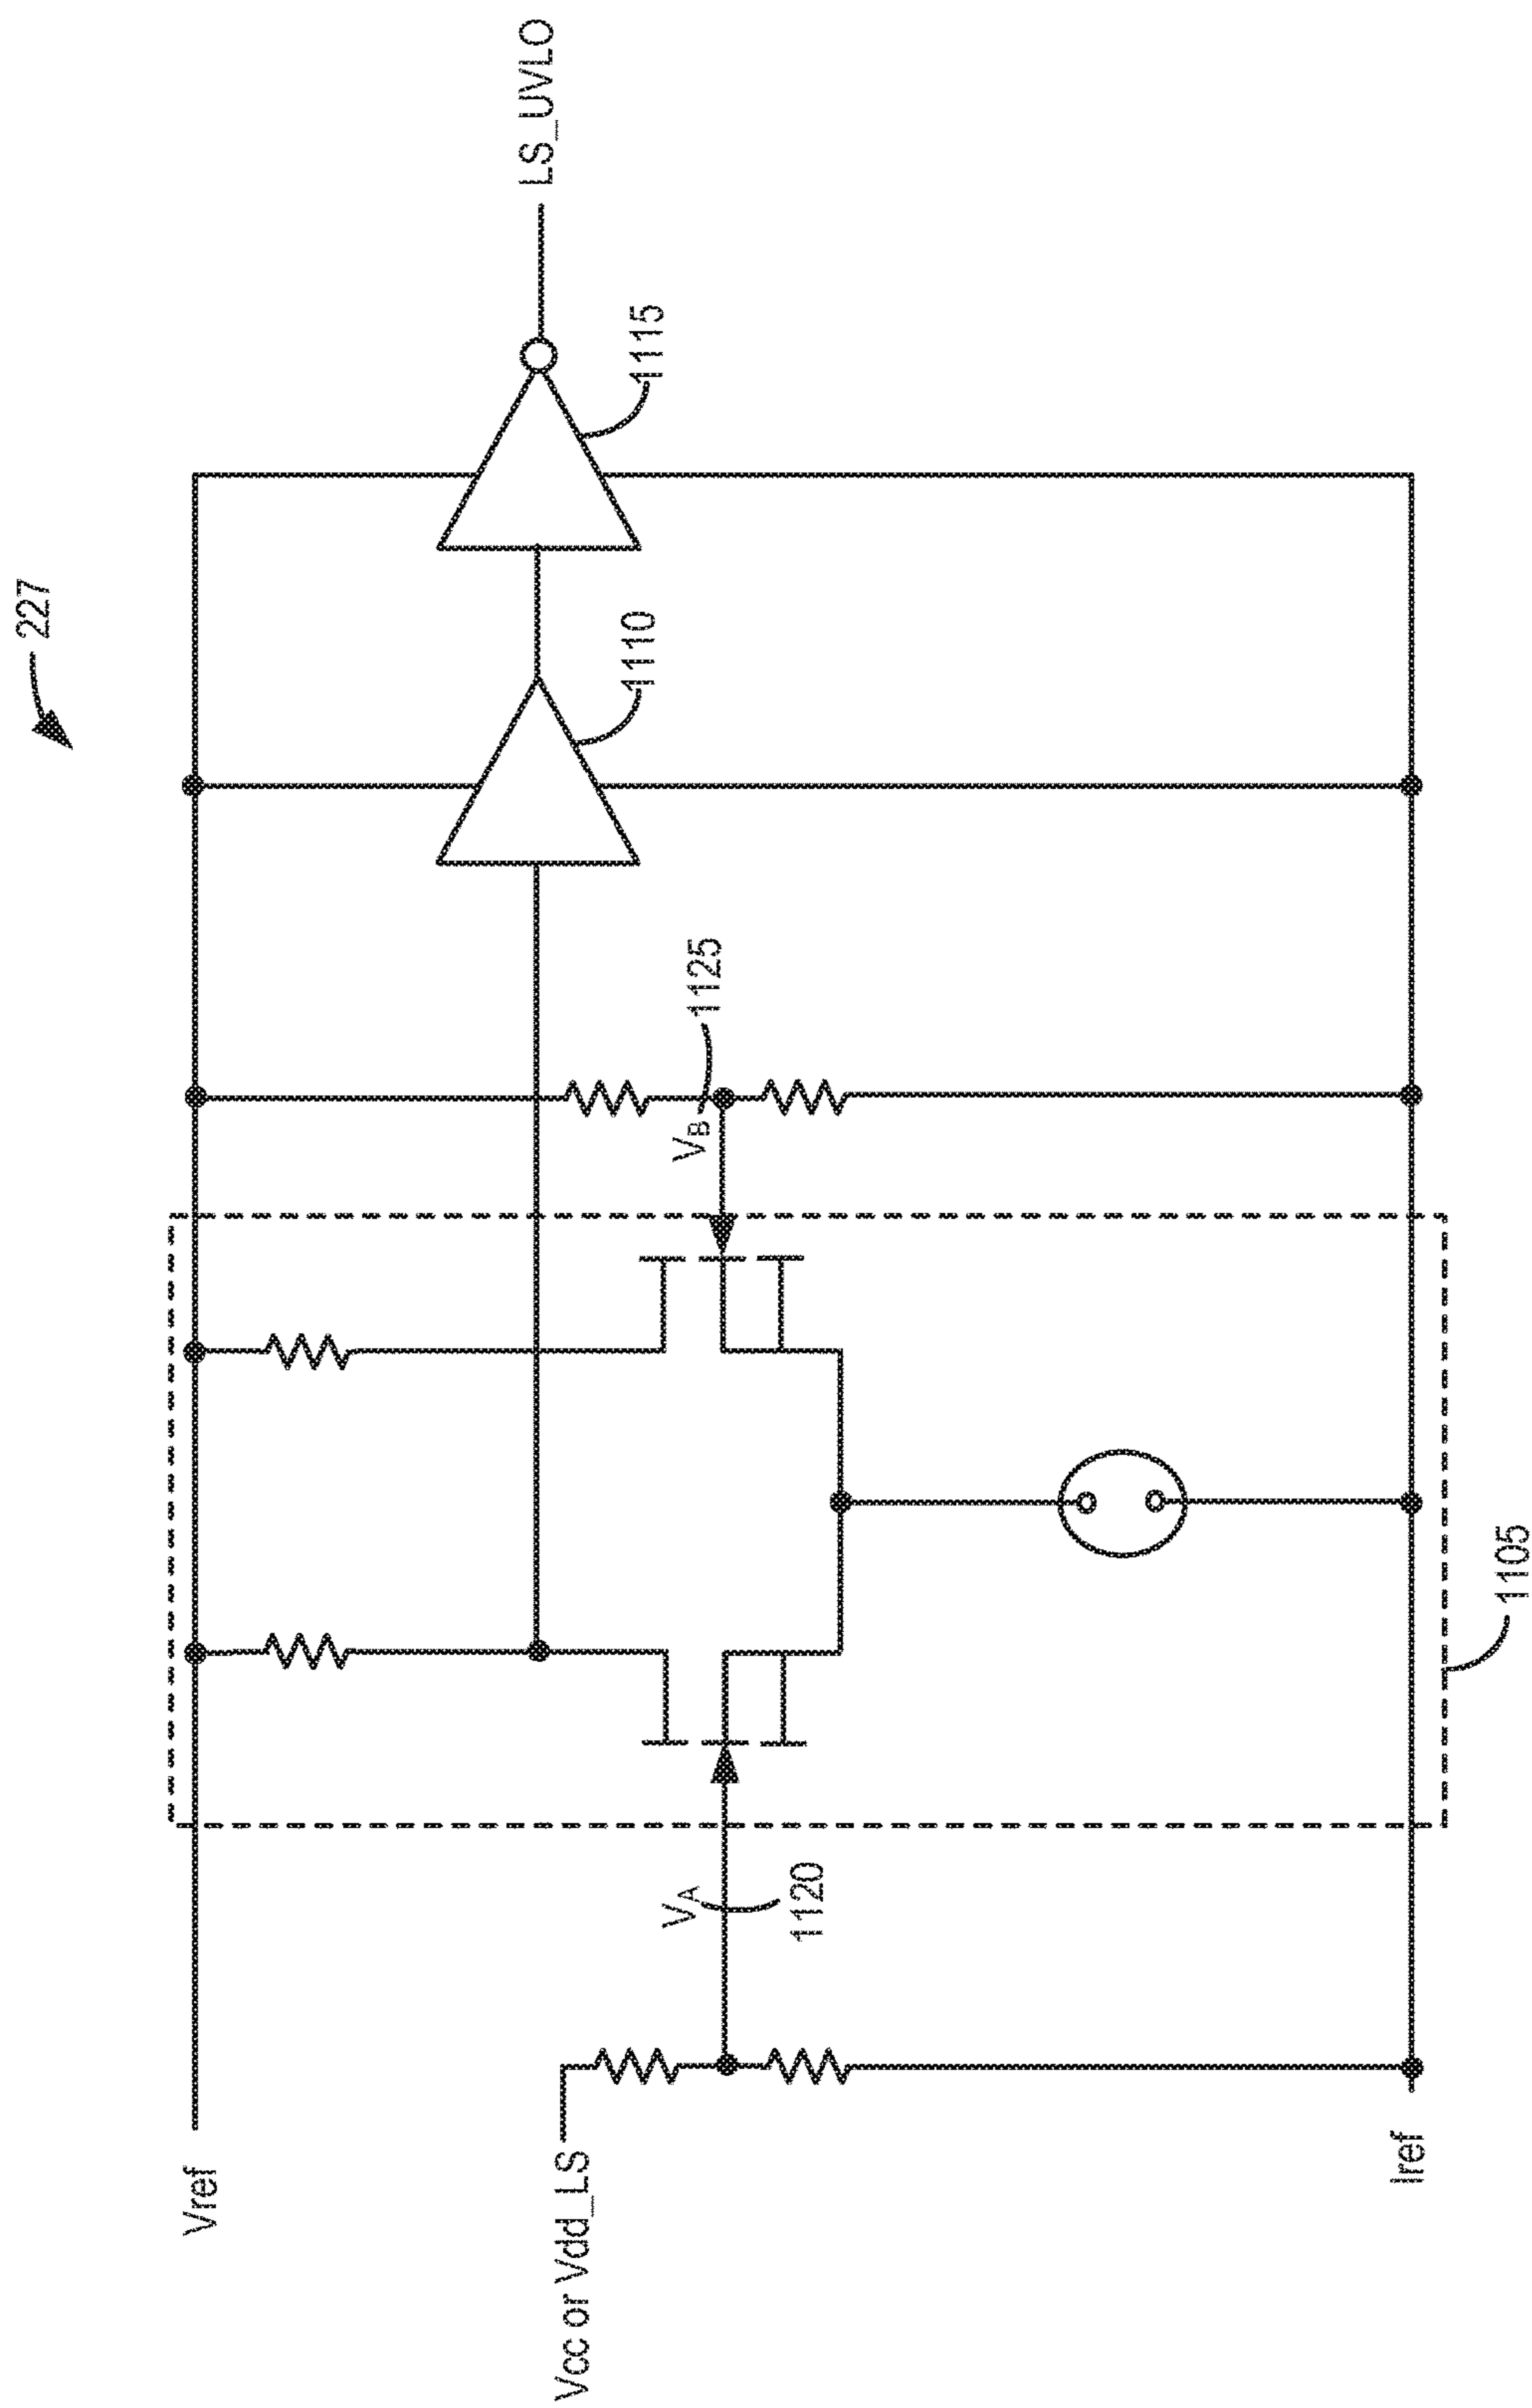 227
Vref
Vcc or Vdd_LS
Iref
VA
1120
1105
VB
1125
1110
1115
LS_UVLO